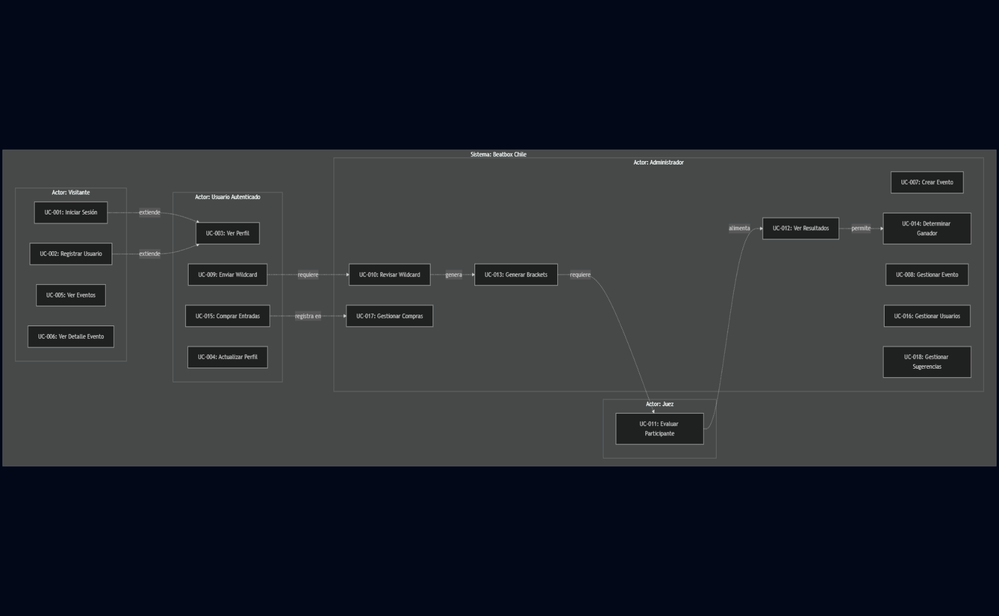 Sistema: Beatbox Chile
Actor: Visitante
UC-001: Iniciar Sesión
UC-002: Registrar Usuario
UC-005: Ver Eventos
UC-006: Ver Detalle Evento
extiende
extiende
Actor: Usuario Autenticado
UC-003: Ver Perfil
UC-009: Enviar Wildcard
UC-015: Comprar Entradas
UC-004: Actualizar Perfil
requiere
registra en
Actor: Administrador
UC-010: Revisar Wildcard
genera
UC-013: Generar Brackets
requiere
UC-017: Gestionar Compras
alimenta
UC-012: Ver Resultados
permite
UC-007: Crear Evento
UC-014: Determinar
Ganador
UC-008: Gestionar Evento
UC-016: Gestionar Usuarios
UC-018: Gestionar
Sugerencias
Actor: Juez
UC-011: Evaluar
Participante